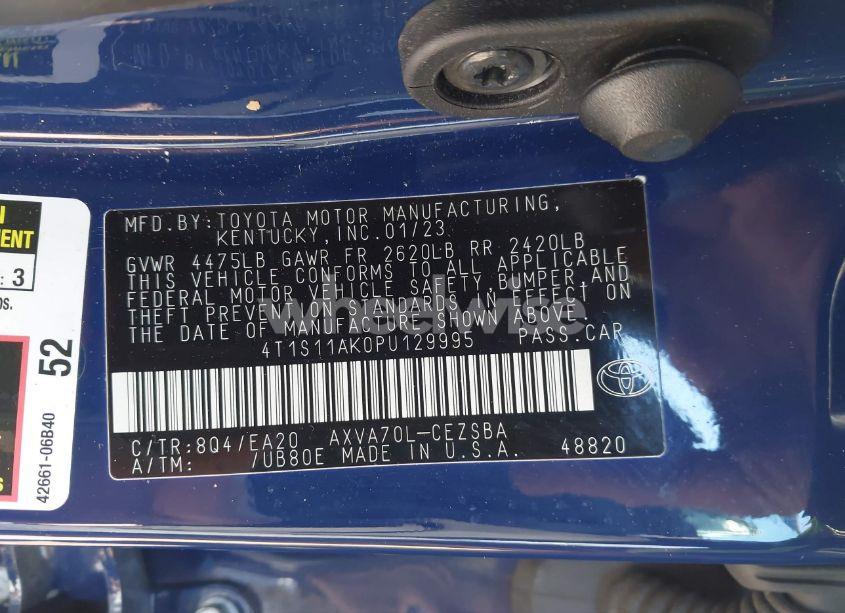 MFD.BY:TOYOTA MOTOR MANUFACTURING,
KENTUCKY,INC.01/23
GVWR 4475LB GAWR FR 2620LB RR 2420LB
THIS VEHICLE CONFORMS TO ALL APPLICABLE
FEDERAL MOTOR VEHICLE SAFETY,BUMPER,AND
THEFT PREVENTION STANDARDS IN EFFECT ON
THE DATE OF MANUFACTURE SHOWN ABOVE.
4T1S11AK0PU129995 PASS.CAR
C/TR:8Q4/EA20 AXVA70L-CEZSBA
A/TM: 7UB80E MADE IN U.S.A. 48820
wheelwise
: 3
52
42661-06B40